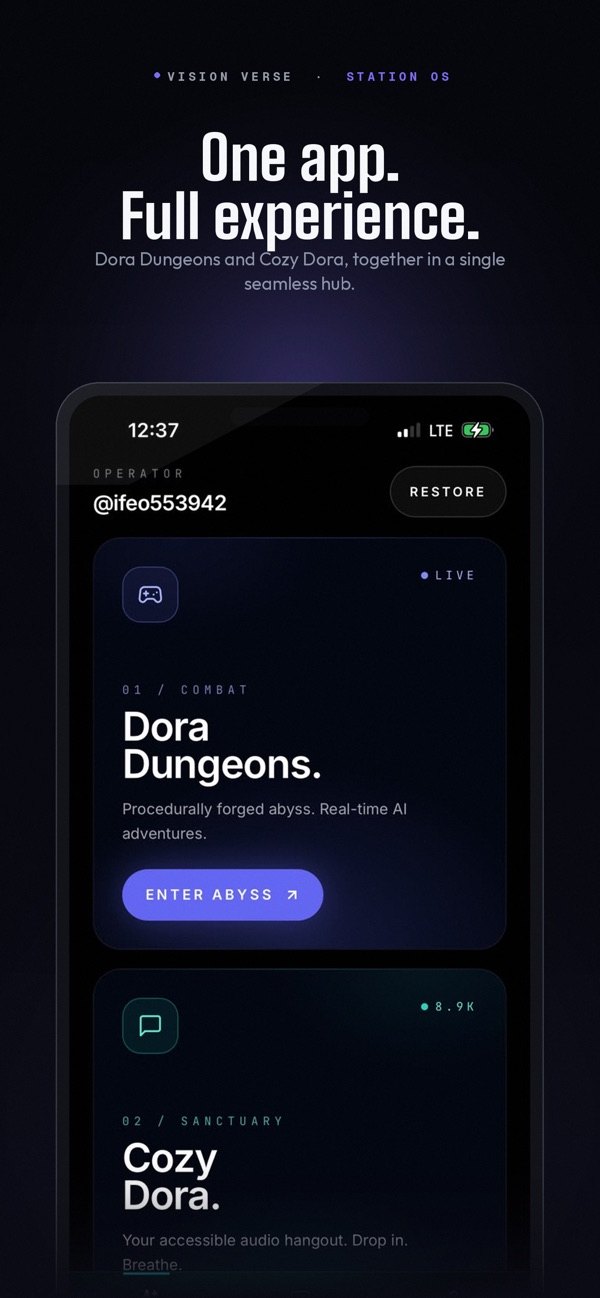 VISION VERSE · STATION OS
One app.
Full experience.
Dora Dungeons and Cozy Dora, together in a single
seamless hub.
12:37 LTE
OPERATOR
@ifeo553942
RESTORE
LIVE
01 / COMBAT
Dora
Dungeons.
Procedurally forged abyss. Real-time AI
adventures.
ENTER ABYSS
8.9K
02 / SANCTUARY
Cozy
Dora.
Your accessible audio hangout. Drop in.
Breathe.